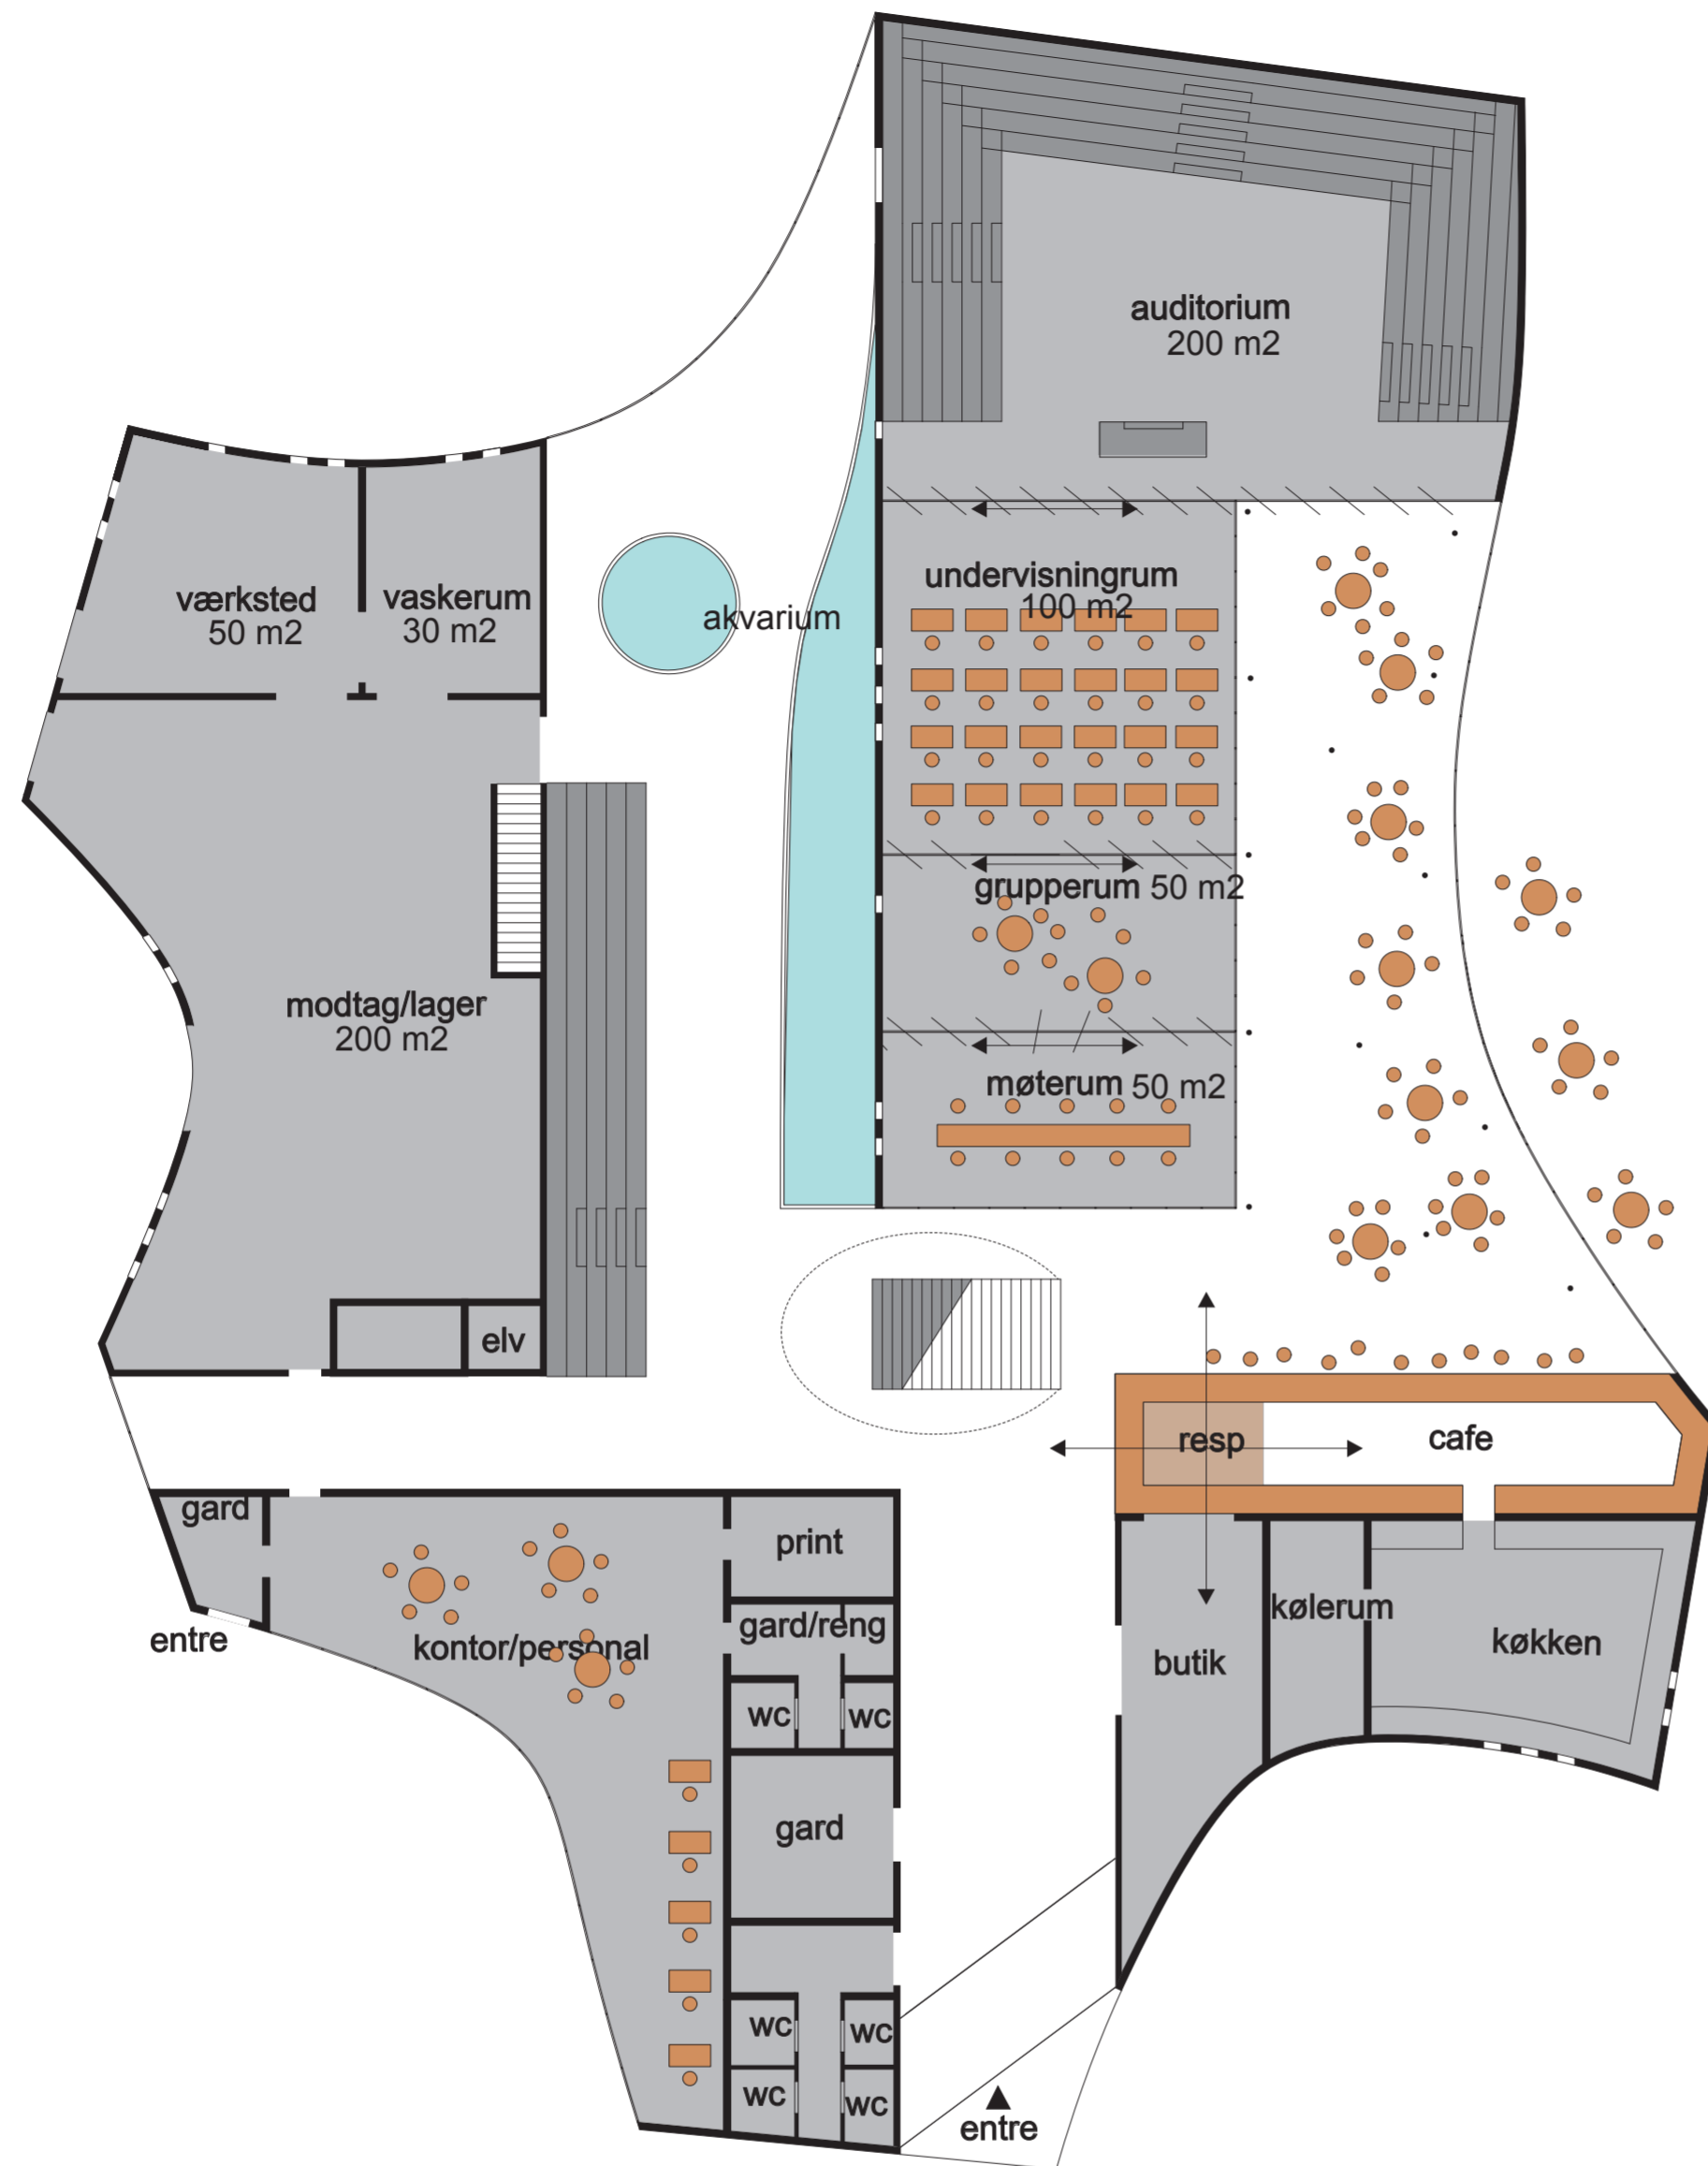 auditorium
200 m2
undervisningrum
100 m2
værksted
50 m2
vaskerum
30 m2
akvarium
grupperum 50 m2
modtag/lager
200 m2
møterum 50 m2
elv
resp
cafe
gard
print
gard/reng
kølerum
entre
kontor/personal
køkken
butik
wc
wc
gard
wc
wc
wc
wc
entre